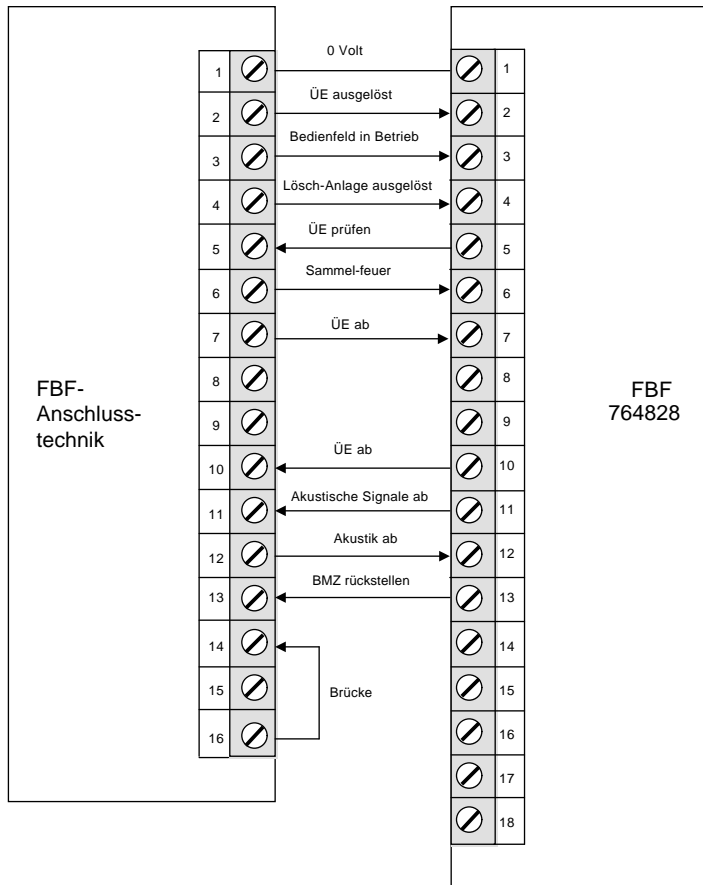 0 Volt
1
1
ÜE ausgelöst
2
2
Bedienfeld in Betrieb
3
3
Lösch-Anlage ausgelöst
4
4
ÜE prüfen
5
5
Sammel-feuer
6
6
ÜE ab
7
7
8
8
FBF-
Anschluss-
technik
FBF
764828
9
9
ÜE ab
10
10
Akustische Signale ab
11
11
Akustik ab
12
12
BMZ rückstellen
13
13
14
14
15
Brücke
15
16
16
17
18